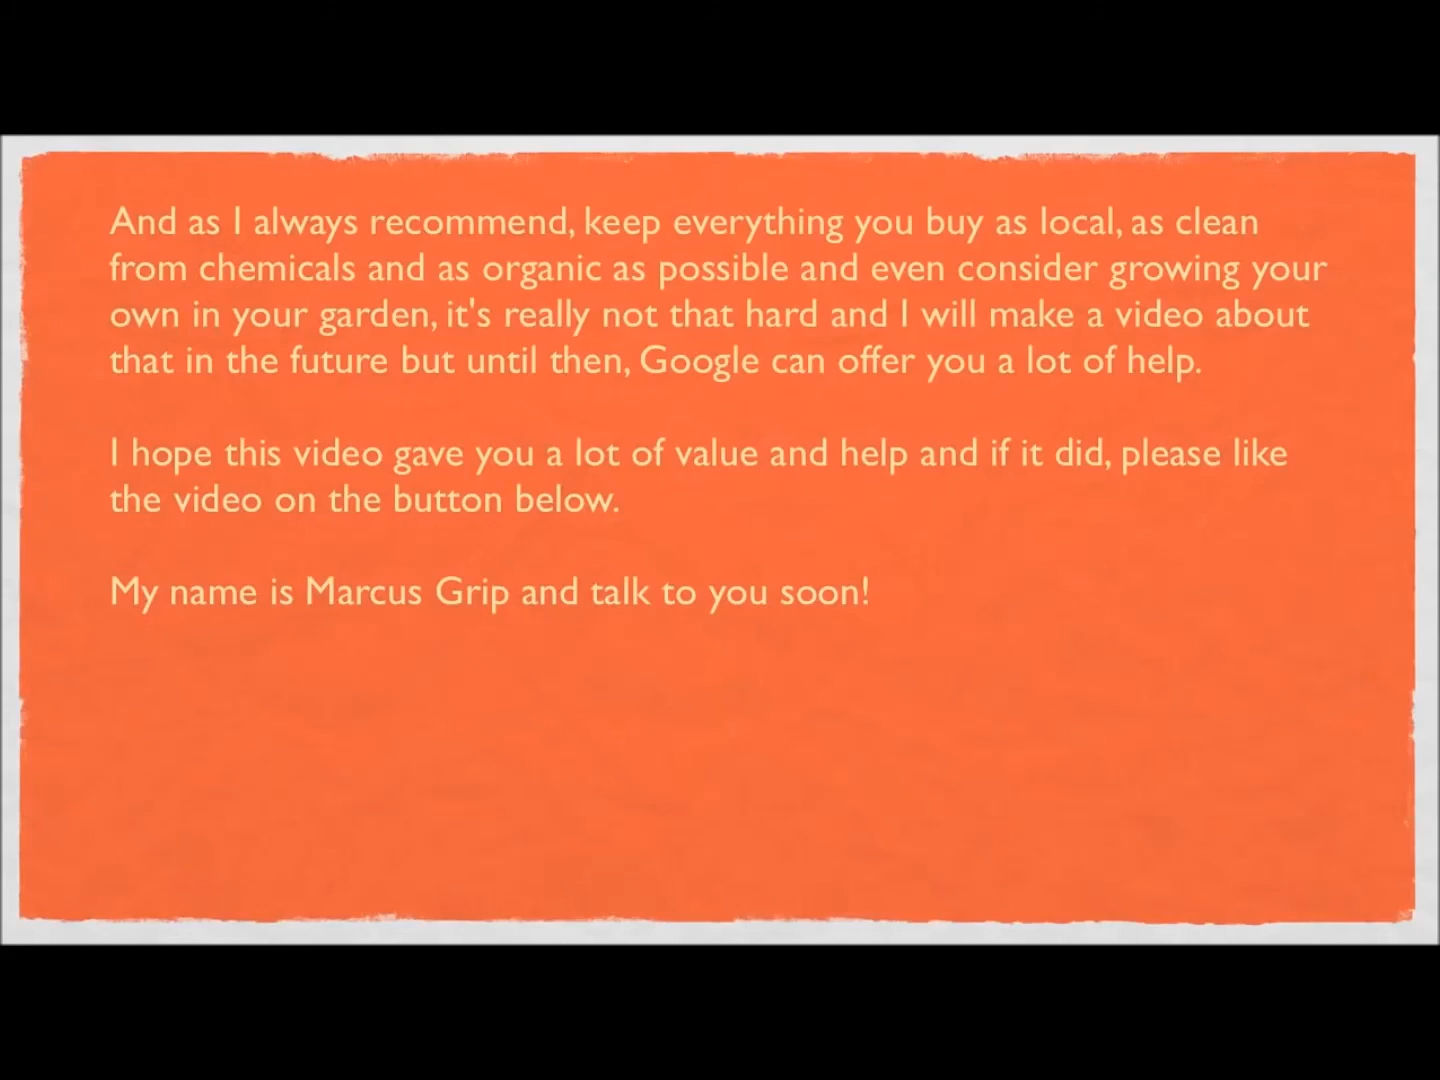 And as I always recommend, keep everything you buy as local, as clean
from chemicals and as organic as possible and even consider growing your
own in your garden, it's really not that hard and I will make a video about
that in the future but until then, Google can offer you a lot of help.
I hope this video gave you a lot of value and help and if it did, please like
the video on the button below.
My name is Marcus Grip and talk to you soon!